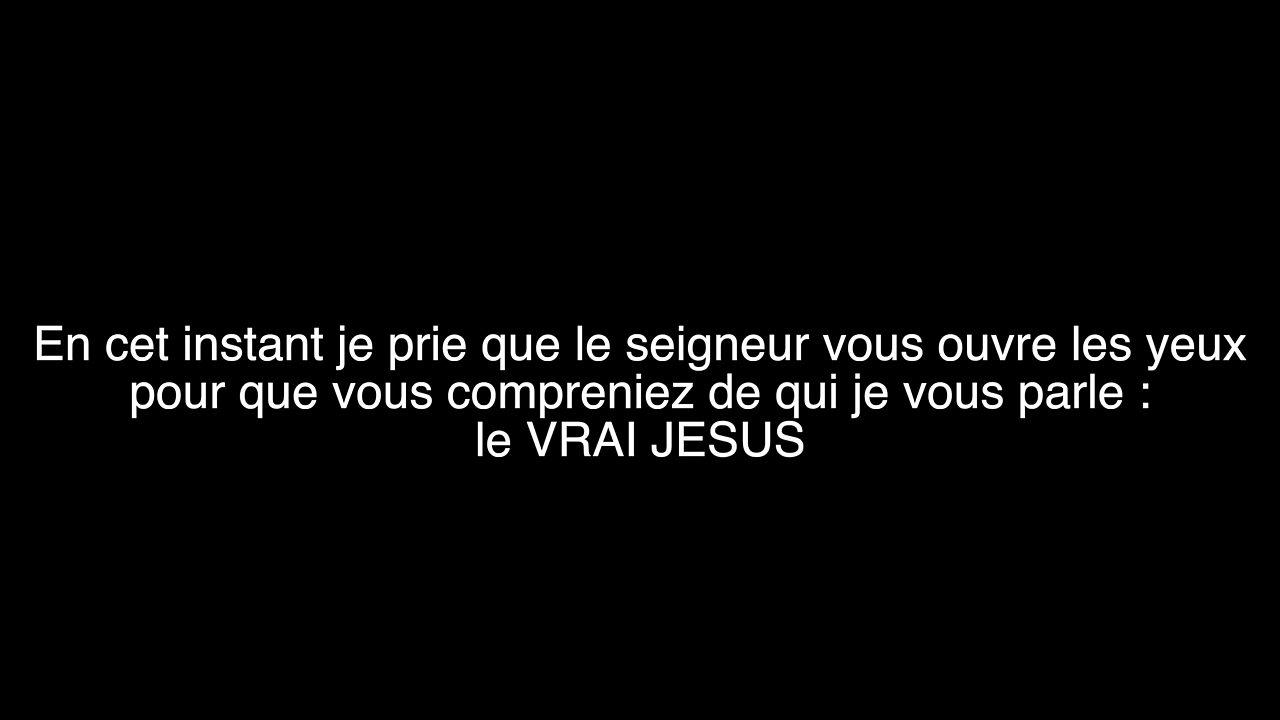 En cet instant je prie que le seigneur vous ouvre les yeux
pour que vous compreniez de qui je vous parle :
le VRAI JESUS